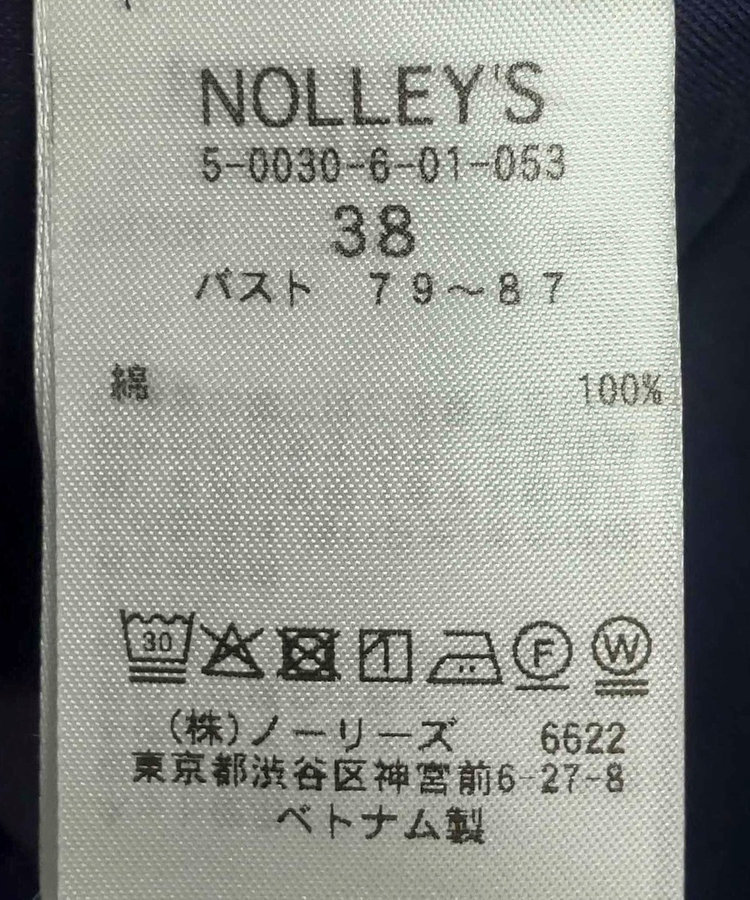 NOLLEY'S
5-0030-6-01-053
38
バスト 79～87
綿 100%
30 F W
(株)ノーリーズ 6622
東京都渋谷区神宮前6-27-8
ベトナム製